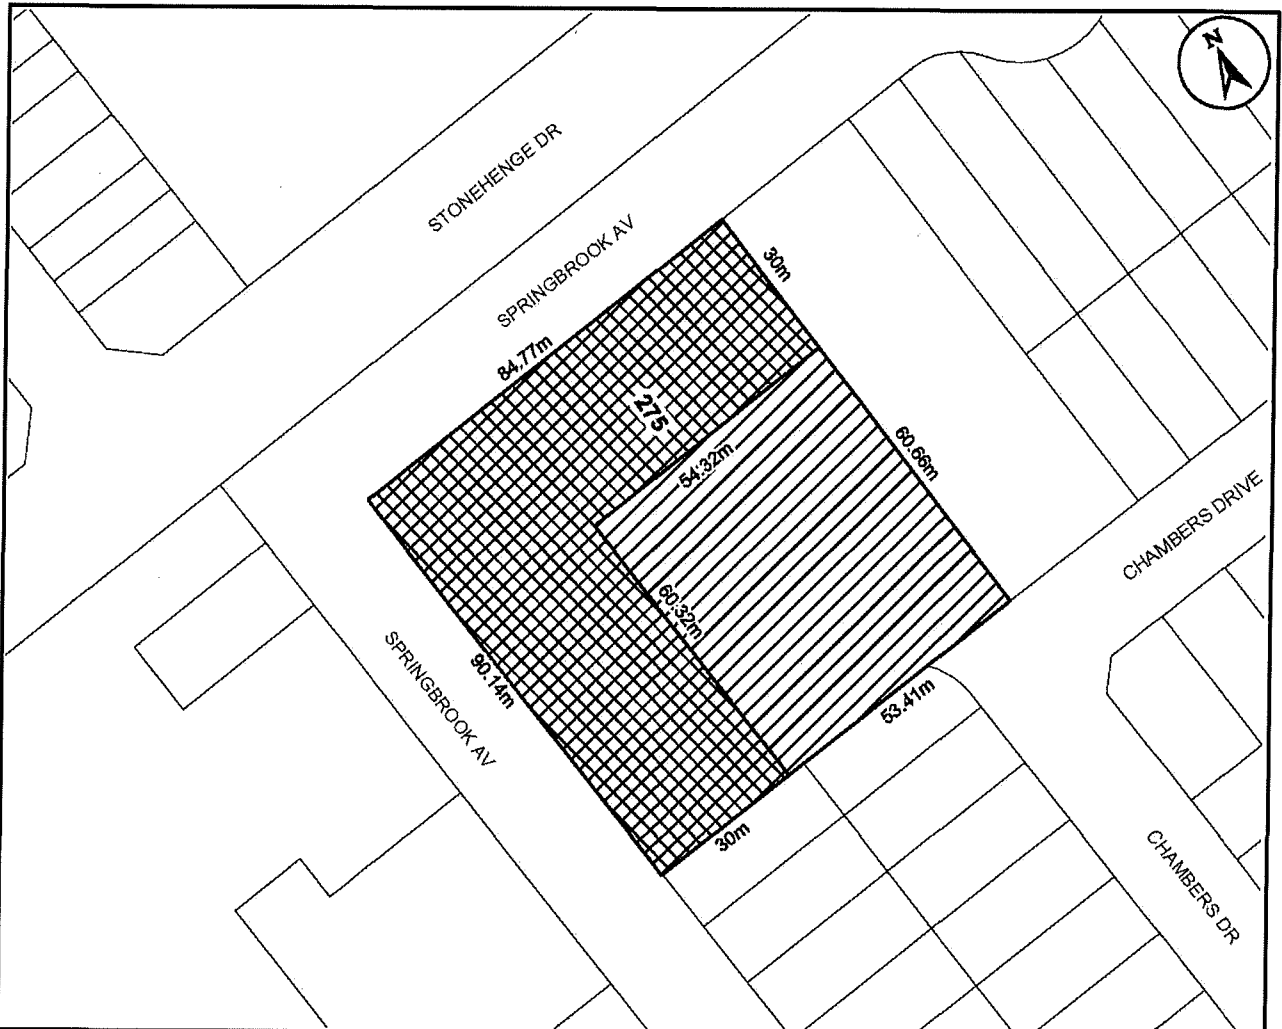 N
STONEHENGE DR
SPRINGBROOK AV
30m
84.77m
275
54.32m
60.66m
CHAMBERS DRIVE
60.32m
SPRINGBROOK AV
90.14m
53.41m
30m
CHAMBERS DR